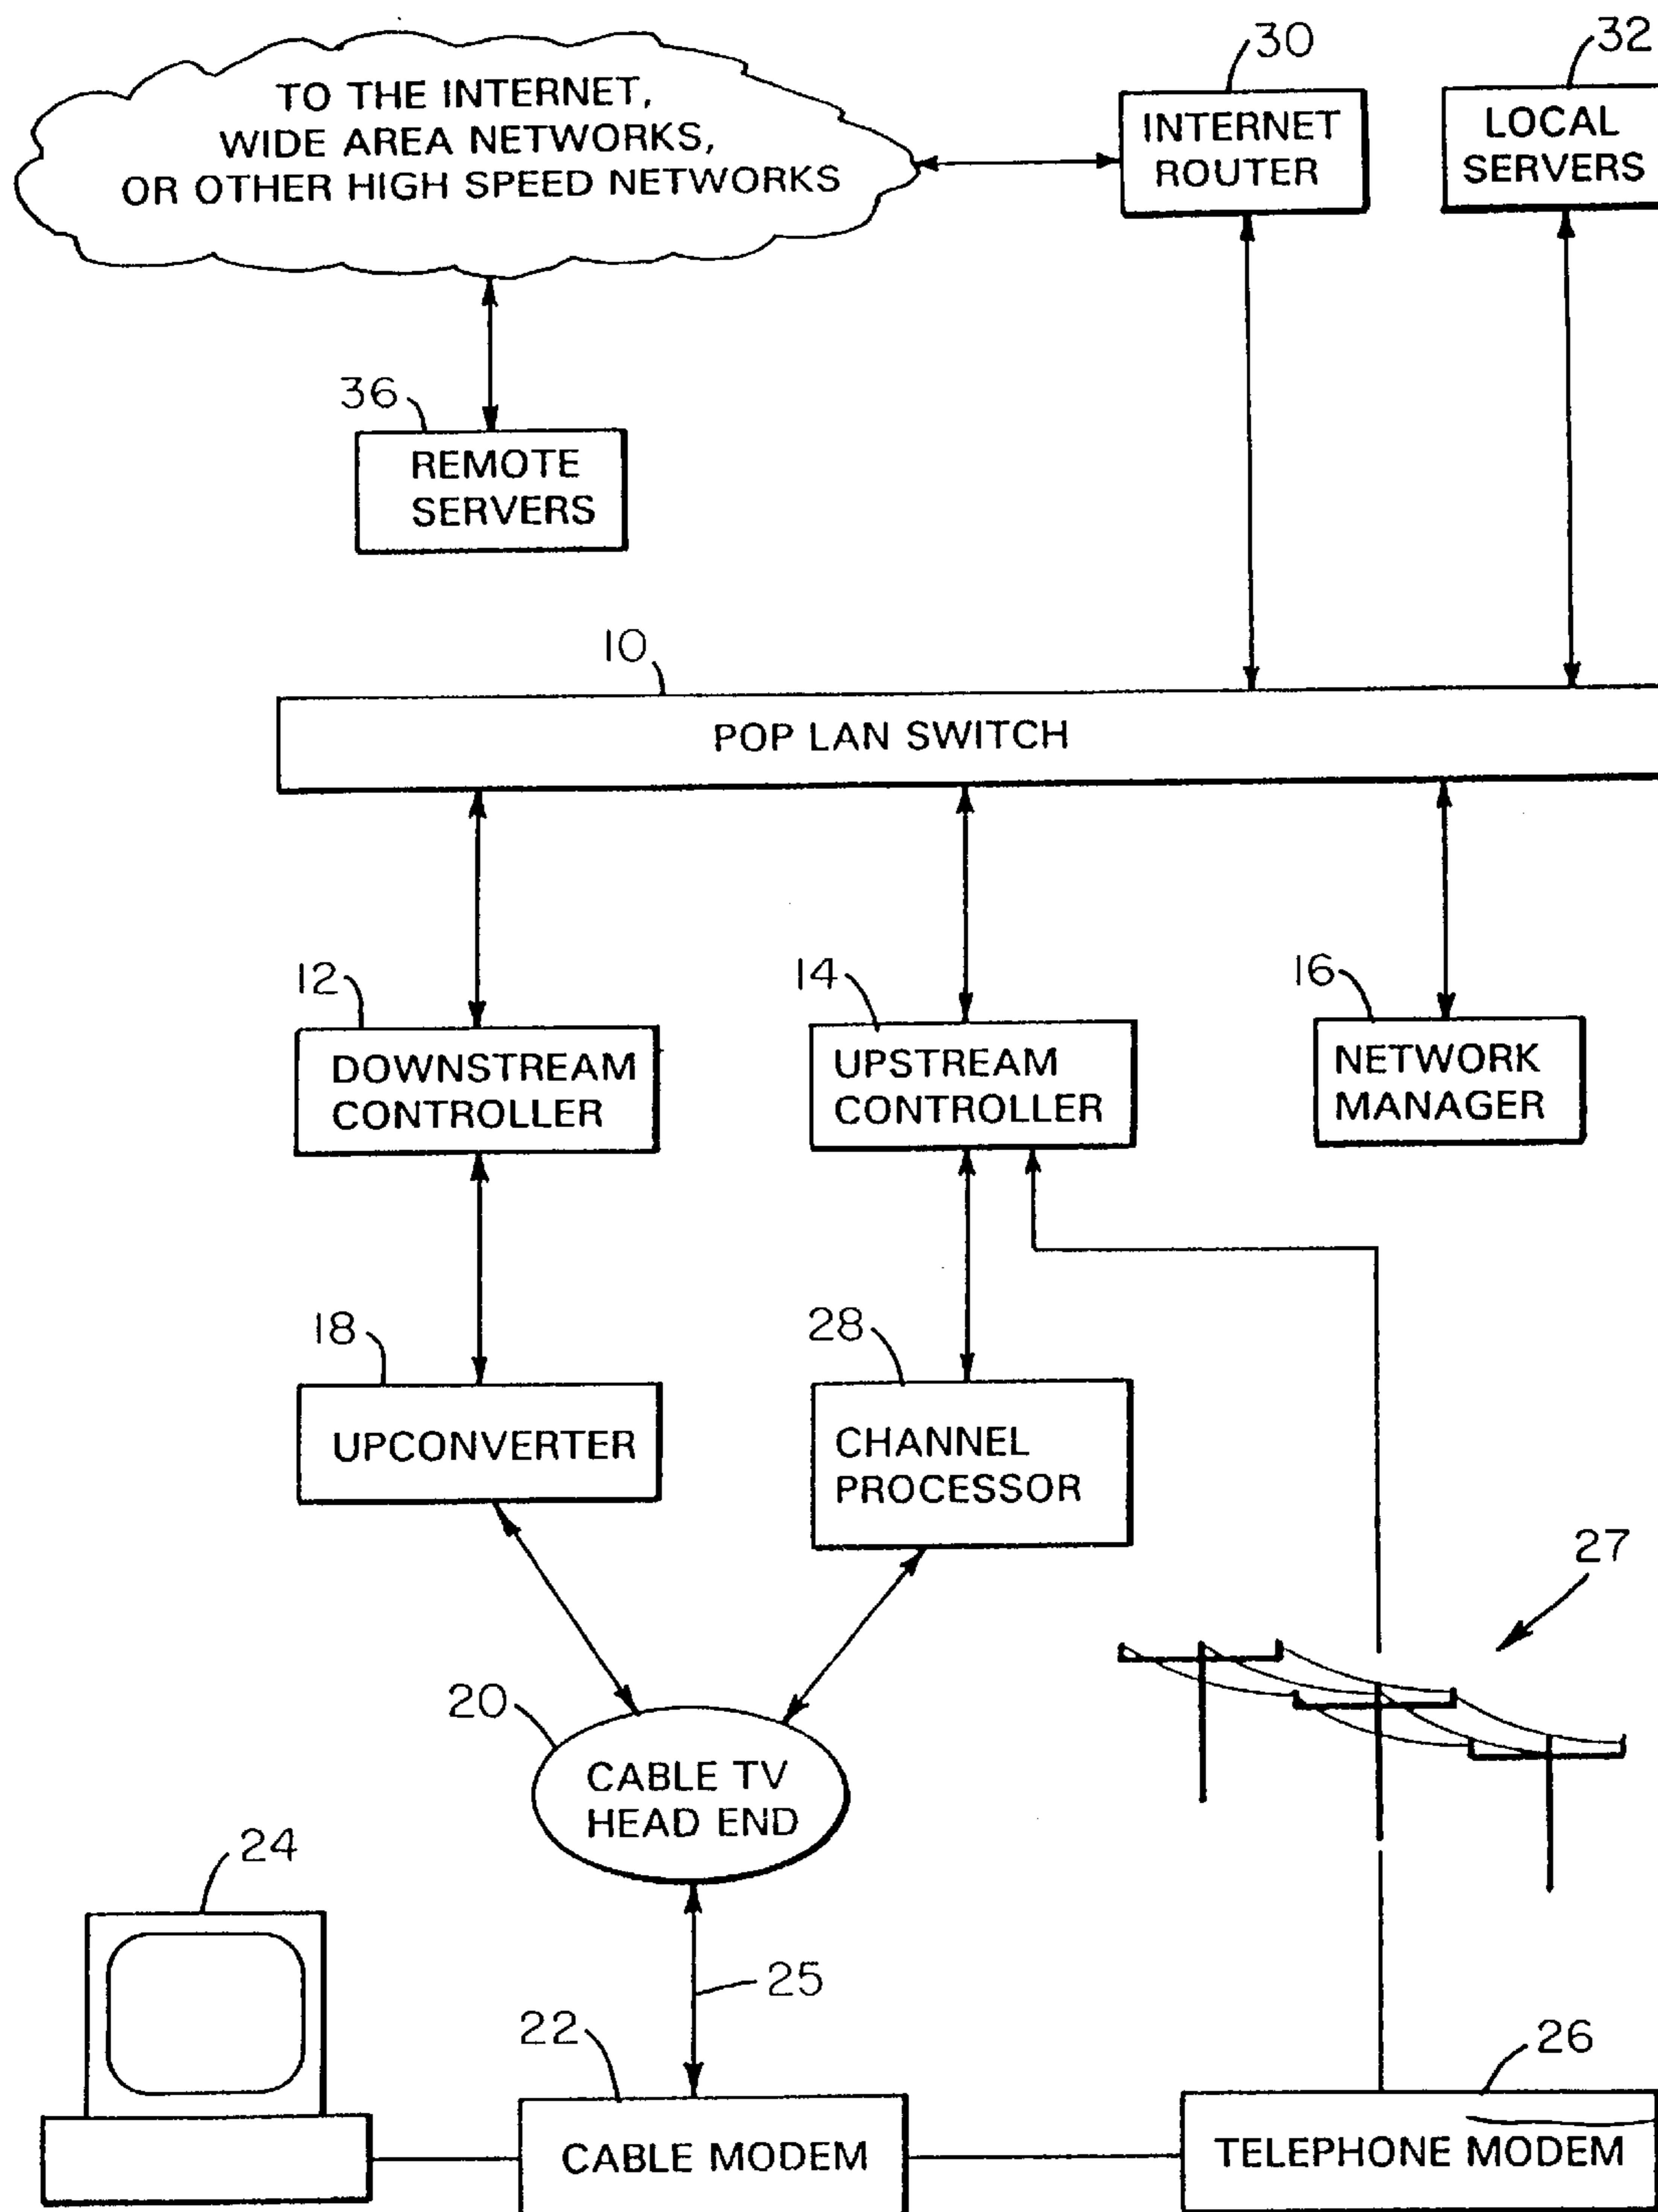 30
32
TO THE INTERNET,
WIDE AREA NETWORKS,
OR OTHER HIGH SPEED NETWORKS
INTERNET
ROUTER
LOCAL
SERVERS
36
REMOTE
SERVERS
10
POP LAN SWITCH
12
14
16
DOWNSTREAM
CONTROLLER
UPSTREAM
CONTROLLER
NETWORK
MANAGER
18
28
UPCONVERTER
CHANNEL
PROCESSOR
27
20
CABLE TV
HEAD END
24
25
22
26
CABLE MODEM
TELEPHONE MODEM